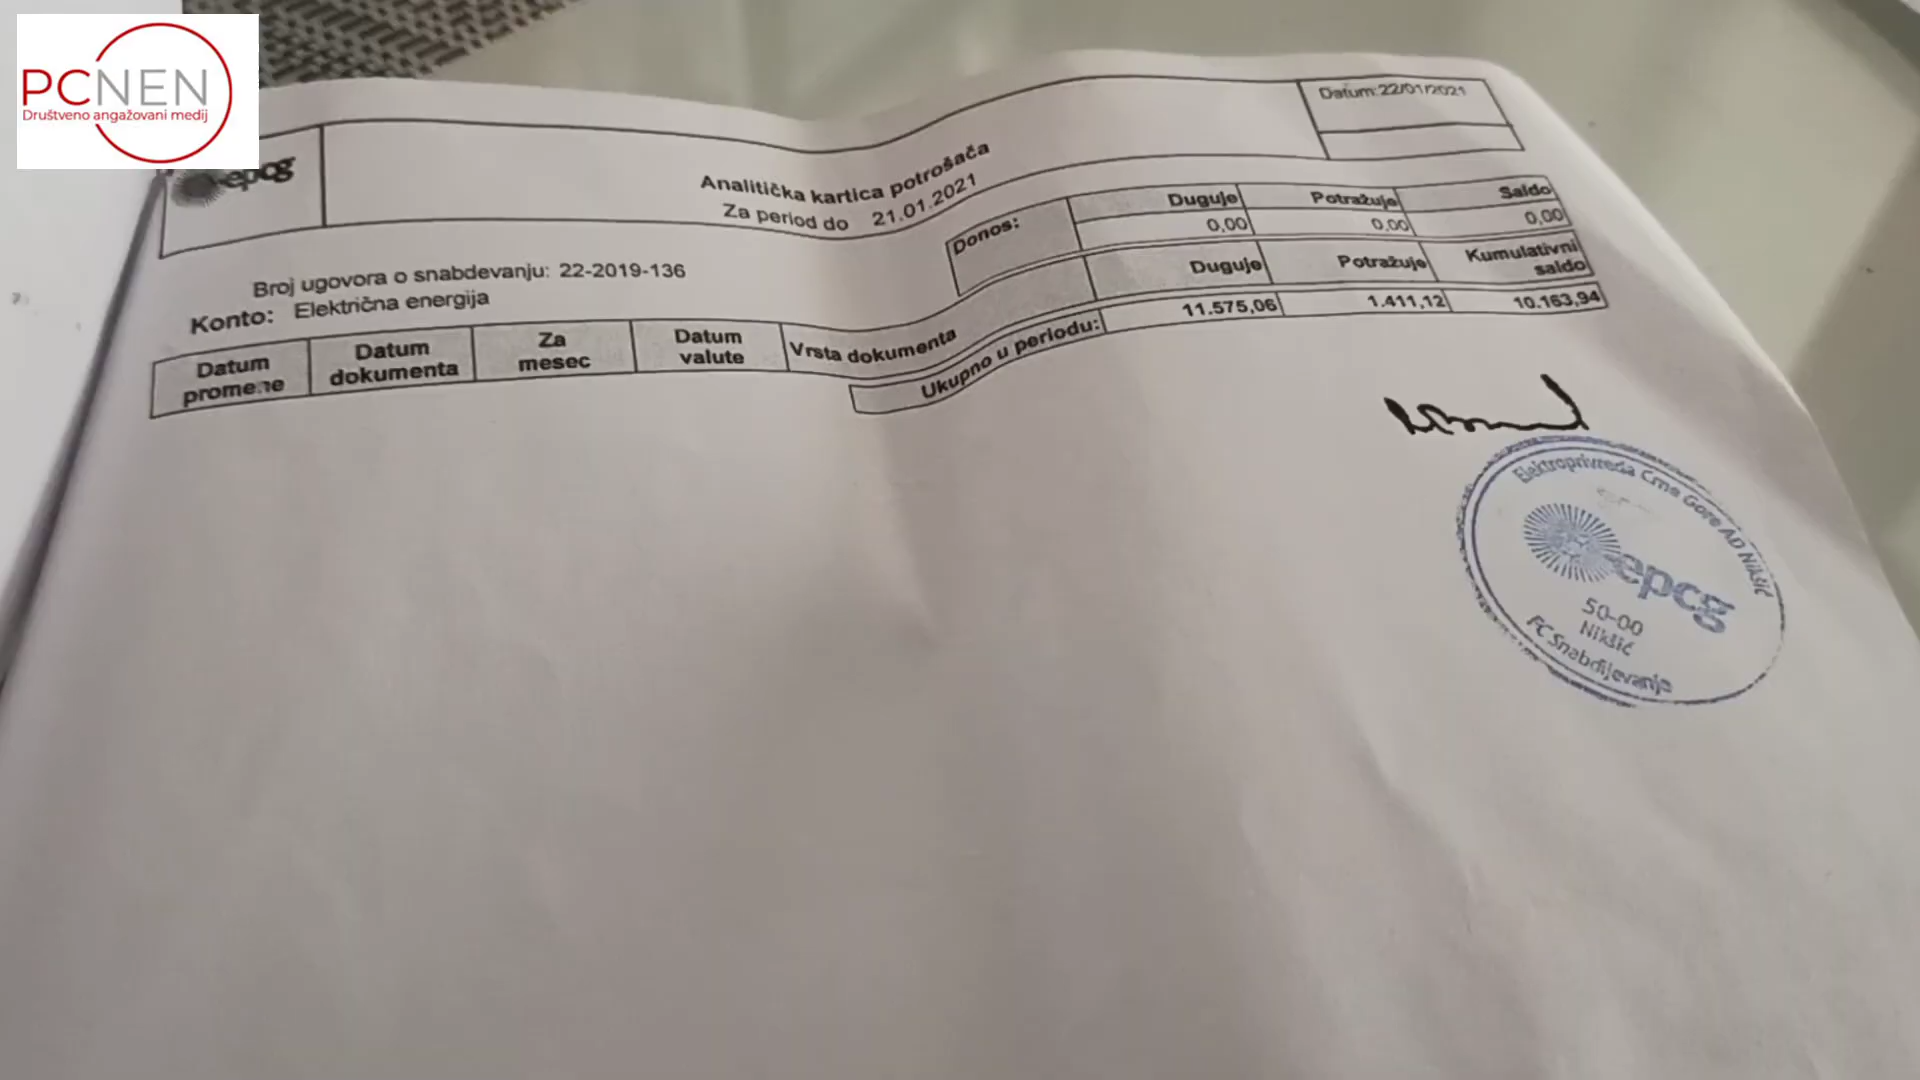 PCNEN
Društveno angažovani medij
epcg
Analitička kartica potrošača
Za period do 21.01.2021
Datum:22/01/2021
Broj ugovora o snabdevanju: 22-2019-136
Konto: Električna energija
Donos:
Duguje Potražuje Saldo
0,00 0,00 0,00
Datum promene Datum dokumenta Za mesec Datum valute Vrsta dokumenta Duguje Potražuje Kumulativni saldo
Ukupno u periodu: 11.575,06 1.411,12 10.163,94
Elektroprivreda Crne Gore AD Nikšić
epcg
50-00
Nikšić
FC Snabdijevanje